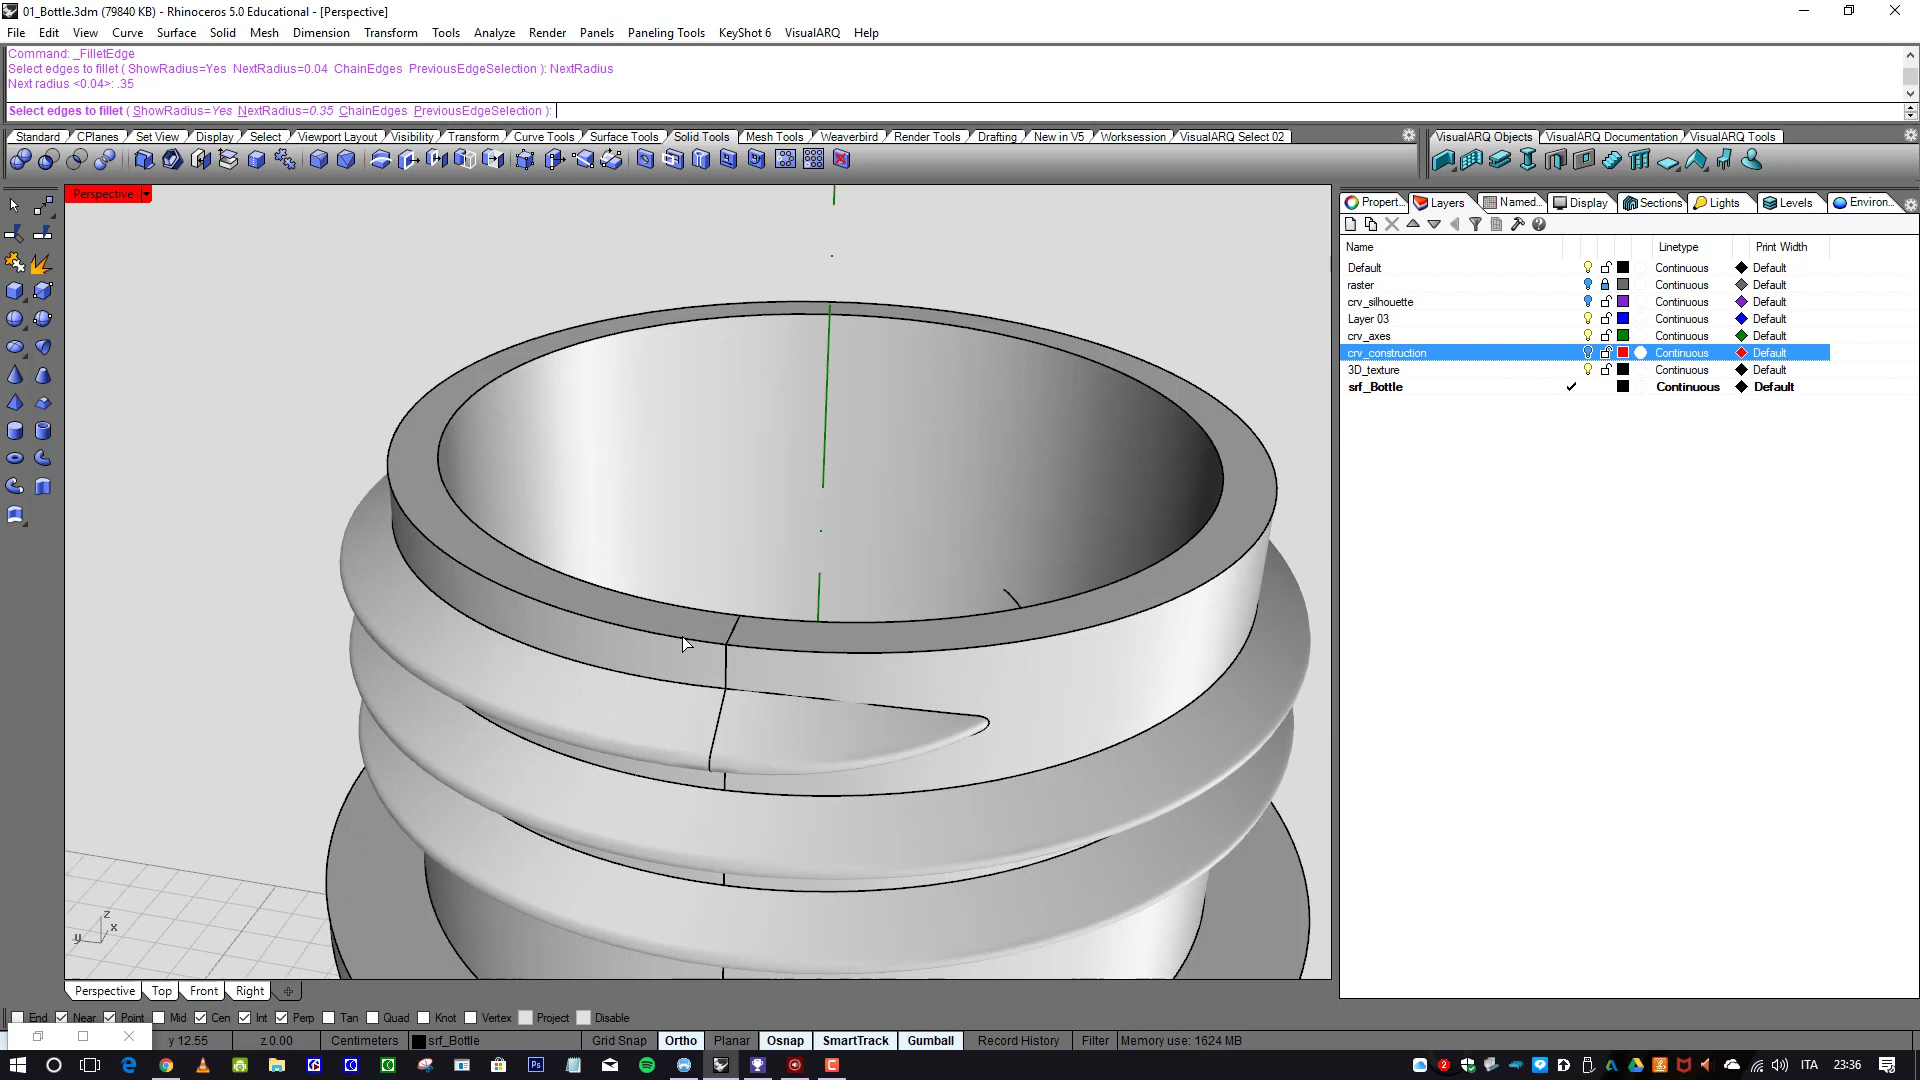 01_Bottle.3dm (79840 KB) - Rhinoceros 5.0 Educational - [Perspective]
File Edit View Curve Surface Solid Mesh Dimension Transform Tools Analyze Render Panels Paneling Tools KeyShot 6 VisualARQ Help
Command: _FilletEdge
Select edges to fillet ( ShowRadius=Yes NextRadius=0.04 ChainEdges PreviousEdgeSelection ): NextRadius
Next radius <0.04>: .35
Select edges to fillet ( ShowRadius=Yes NextRadius=0.35 ChainEdges PreviousEdgeSelection ):
Standard CPlanes Set View Display Select Viewport Layout Visibility Transform Curve Tools Surface Tools Solid Tools Mesh Tools Weaverbird Render Tools Drafting New in V5 Worksession VisualARQ Select 02
VisualARQ Objects VisualARQ Documentation VisualARQ Tools
Perspective
Propert... Layers Named... Display Sections Lights Levels Environ...
Name Linetype Print Width
Default Continuous Default
raster Continuous Default
crv_silhouette Continuous Default
Layer 03 Continuous Default
crv_axes Continuous Default
crv_construction Continuous Default
3D_texture Continuous Default
srf_Bottle Continuous Default
z
x
y
Perspective Top Front Right
End Near Point Mid Cen Int Perp Tan Quad Knot Vertex Project Disable
y 12.55 z 0.00 Centimeters srf_Bottle Grid Snap Ortho Planar Osnap SmartTrack Gumball Record History Filter Memory use: 1624 MB
Ps
2
ITA 23:36